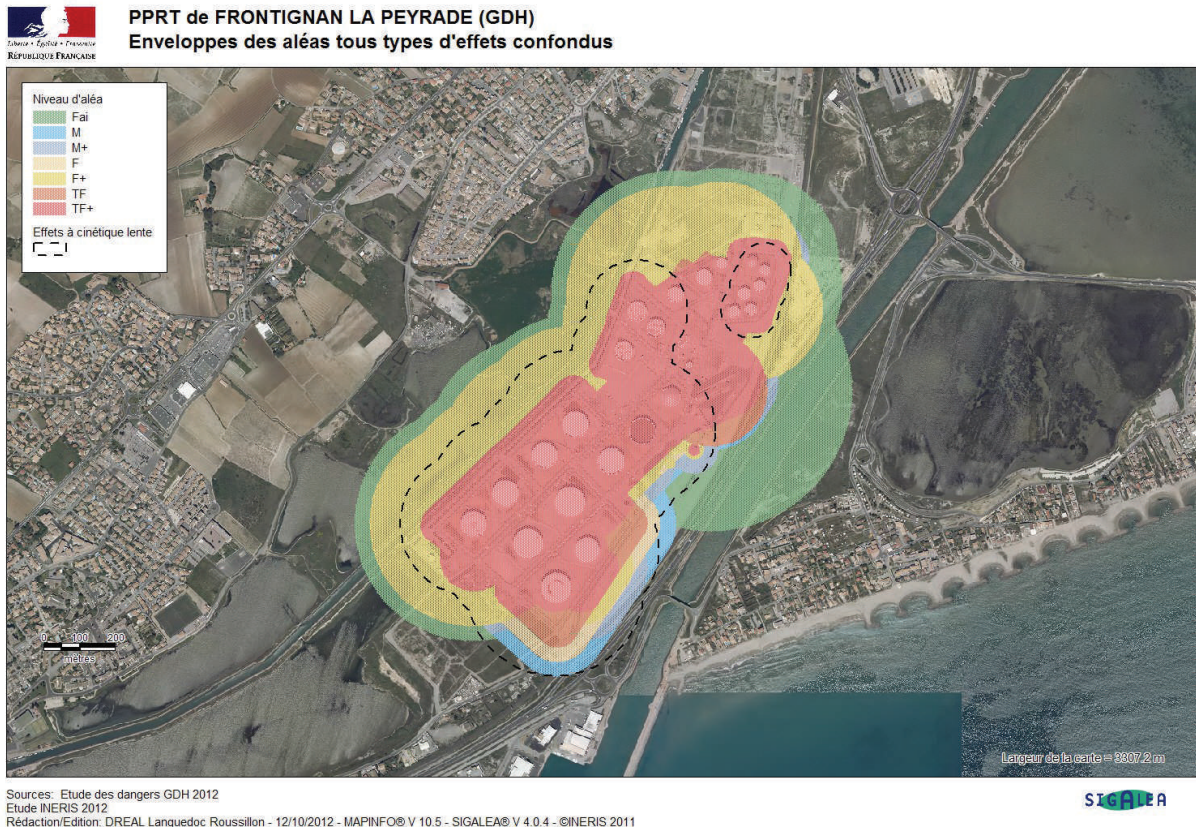 PPRT de FRONTIGNAN LA PEYRADE (GDH)
Enveloppes des aléas tous types d'effets confondus
Liberté • Égalité • Fraternité
RÉPUBLIQUE FRANÇAISE
Niveau d'aléa
Fai
M
M+
F
F+
TF
TF+
Effets à cinétique lente
0 100 200
mètres
Largeur de la carte = 3307.2 m
Sources: Etude des dangers GDH 2012
Etude INERIS 2012
Rédaction/Edition: DREAL Languedoc Roussillon - 12/10/2012 - MAPINFO® V 10.5 - SIGALEA® V 4.0.4 - ©INERIS 2011
SIGALEA